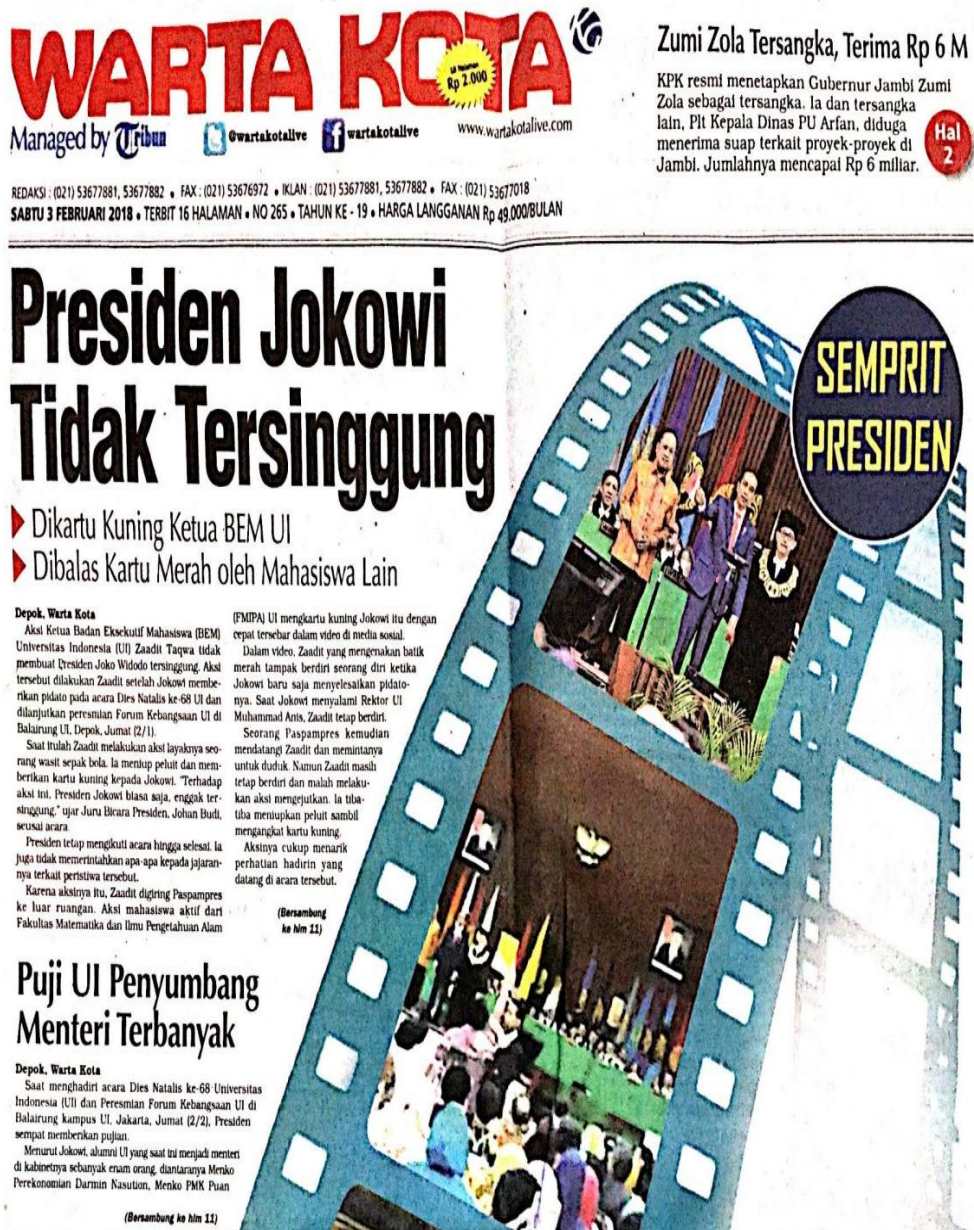 WARTA KOTA
16 Halaman
Rp 2.000
Managed by Tribun
@wartakotalive
wartakotalive
www.wartakotalive.com
REDAKSI : (021) 53677881, 53677882 • FAX : (021) 53676972 • IKLAN : (021) 53677881, 53677882 • FAX : (021) 53677018
SABTU 3 FEBRUARI 2018 • TERBIT 16 HALAMAN • NO 265 • TAHUN KE - 19 • HARGA LANGGANAN Rp 49.000/BULAN
Zumi Zola Tersangka, Terima Rp 6 M
KPK resmi menetapkan Gubernur Jambi Zumi
Zola sebagai tersangka. Ia dan tersangka
lain, Plt Kepala Dinas PU Arfan, diduga
menerima suap terkait proyek-proyek di
Jambi. Jumlahnya mencapai Rp 6 miliar.
Hal
2
Presiden Jokowi
Tidak Tersinggung
Dikartu Kuning Ketua BEM UI
Dibalas Kartu Merah oleh Mahasiswa Lain
SEMPRIT
PRESIDEN
Depok, Warta Kota
Aksi Ketua Badan Eksekutif Mahasiswa (BEM)
Universitas Indonesia (UI) Zaadit Taqwa tidak
membuat Presiden Joko Widodo tersinggung. Aksi
tersebut dilakukan Zaadit setelah Jokowi membe-
rikan pidato pada acara Dies Natalis ke-68 UI dan
dilanjutkan peresmian Forum Kebangsaan UI di
Balairung UI, Depok, Jumat (2/1).
Saat itulah Zaadit melakukan aksi layaknya seo-
rang wasit sepak bola. Ia meniup peluit dan mem-
berikan kartu kuning kepada Jokowi. "Terhadap
aksi ini, Presiden Jokowi biasa saja, enggak ter-
singgung," ujar Juru Bicara Presiden, Johan Budi,
seusai acara.
Presiden tetap mengikuti acara hingga selesai. Ia
juga tidak memerintahkan apa-apa kepada jajaran-
nya terkait peristiwa tersebut.
Karena aksinya itu, Zaadit digiring Paspampres
ke luar ruangan. Aksi mahasiswa aktif dari
Fakultas Matematika dan Ilmu Pengetahuan Alam
(FMIPA) UI mengkartu kuning Jokowi itu dengan
cepat tersebar dalam video di media sosial.
Dalam video, Zaadit yang mengenakan batik
merah tampak berdiri seorang diri ketika
Jokowi baru saja menyelesaikan pidato-
nya. Saat Jokowi menyalami Rektor UI
Muhammad Anis, Zaadit tetap berdiri.
Seorang Paspampres kemudian
mendatangi Zaadit dan memintanya
untuk duduk. Namun Zaadit masih
tetap berdiri dan malah melaku-
kan aksi mengejutkan. Ia tiba-
tiba meniupkan peluit sambil
mengangkat kartu kuning.
Aksinya cukup menarik
perhatian hadirin yang
datang di acara tersebut.
(Bersambung
ke hlm 11)
Puji UI Penyumbang
Menteri Terbanyak
Depok, Warta Kota
Saat menghadiri acara Dies Natalis ke-68 Universitas
Indonesia (UI) dan Peresmian Forum Kebangsaan UI di
Balairung kampus UI, Jakarta, Jumat (2/2), Presiden
sempat memberikan pujian.
Menurut Jokowi, alumni UI yang saat ini menjadi menteri
di kabinetnya sebanyak enam orang, diantaranya Menko
Perekonomian Darmin Nasution, Menko PMK Puan
(Bersambung ke hlm 11)